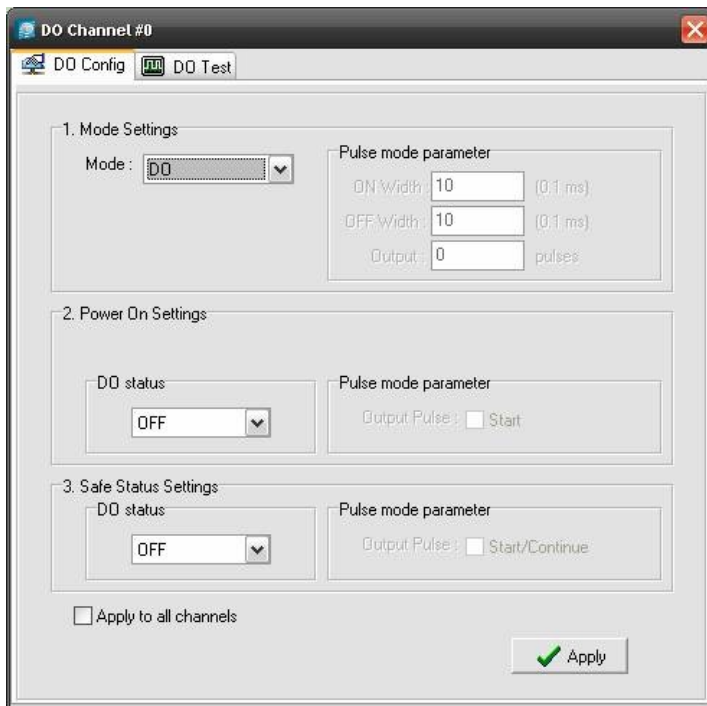 DO Channel #0
DO Config DO Test
1. Mode Settings
Mode : DO
Pulse mode parameter
ON Width : 10 (0.1 ms)
OFF Width : 10 (0.1 ms)
Output : 0 pulses
2. Power On Settings
DO status
OFF
Pulse mode parameter
Output Pulse : Start
3. Safe Status Settings
DO status
OFF
Pulse mode parameter
Output Pulse : Start/Continue
Apply to all channels
Apply